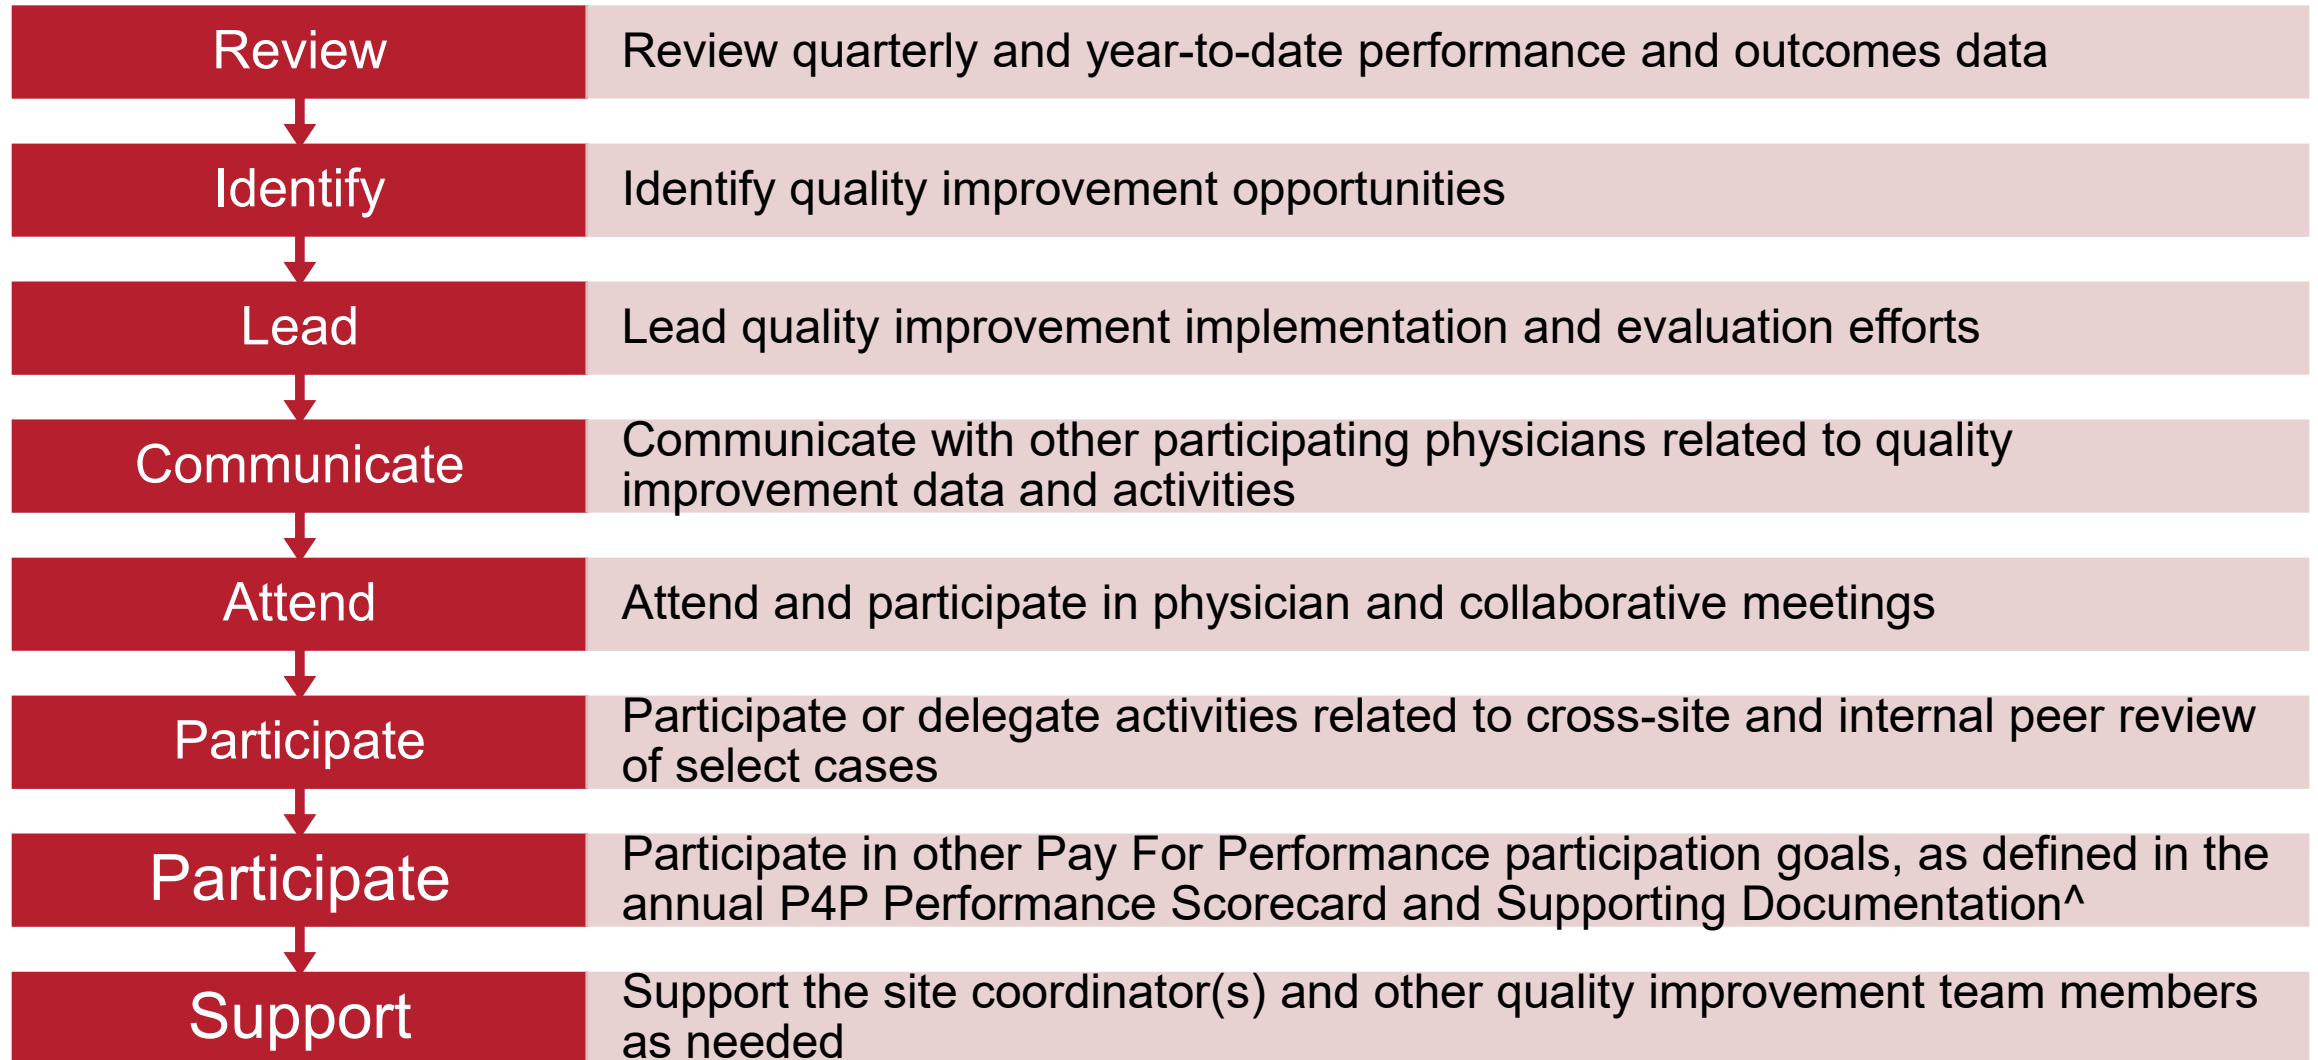 Review
Review quarterly and year-to-date performance and outcomes data
Identify
Identify quality improvement opportunities
Lead
Lead quality improvement implementation and evaluation efforts
Communicate
Communicate with other participating physicians related to quality
improvement data and activities
Attend
Attend and participate in physician and collaborative meetings
Participate
Participate or delegate activities related to cross-site and internal peer review
of select cases
Participate
Participate in other Pay For Performance participation goals, as defined in the
annual P4P Performance Scorecard and Supporting Documentation^
Support
Support the site coordinator(s) and other quality improvement team members
as needed